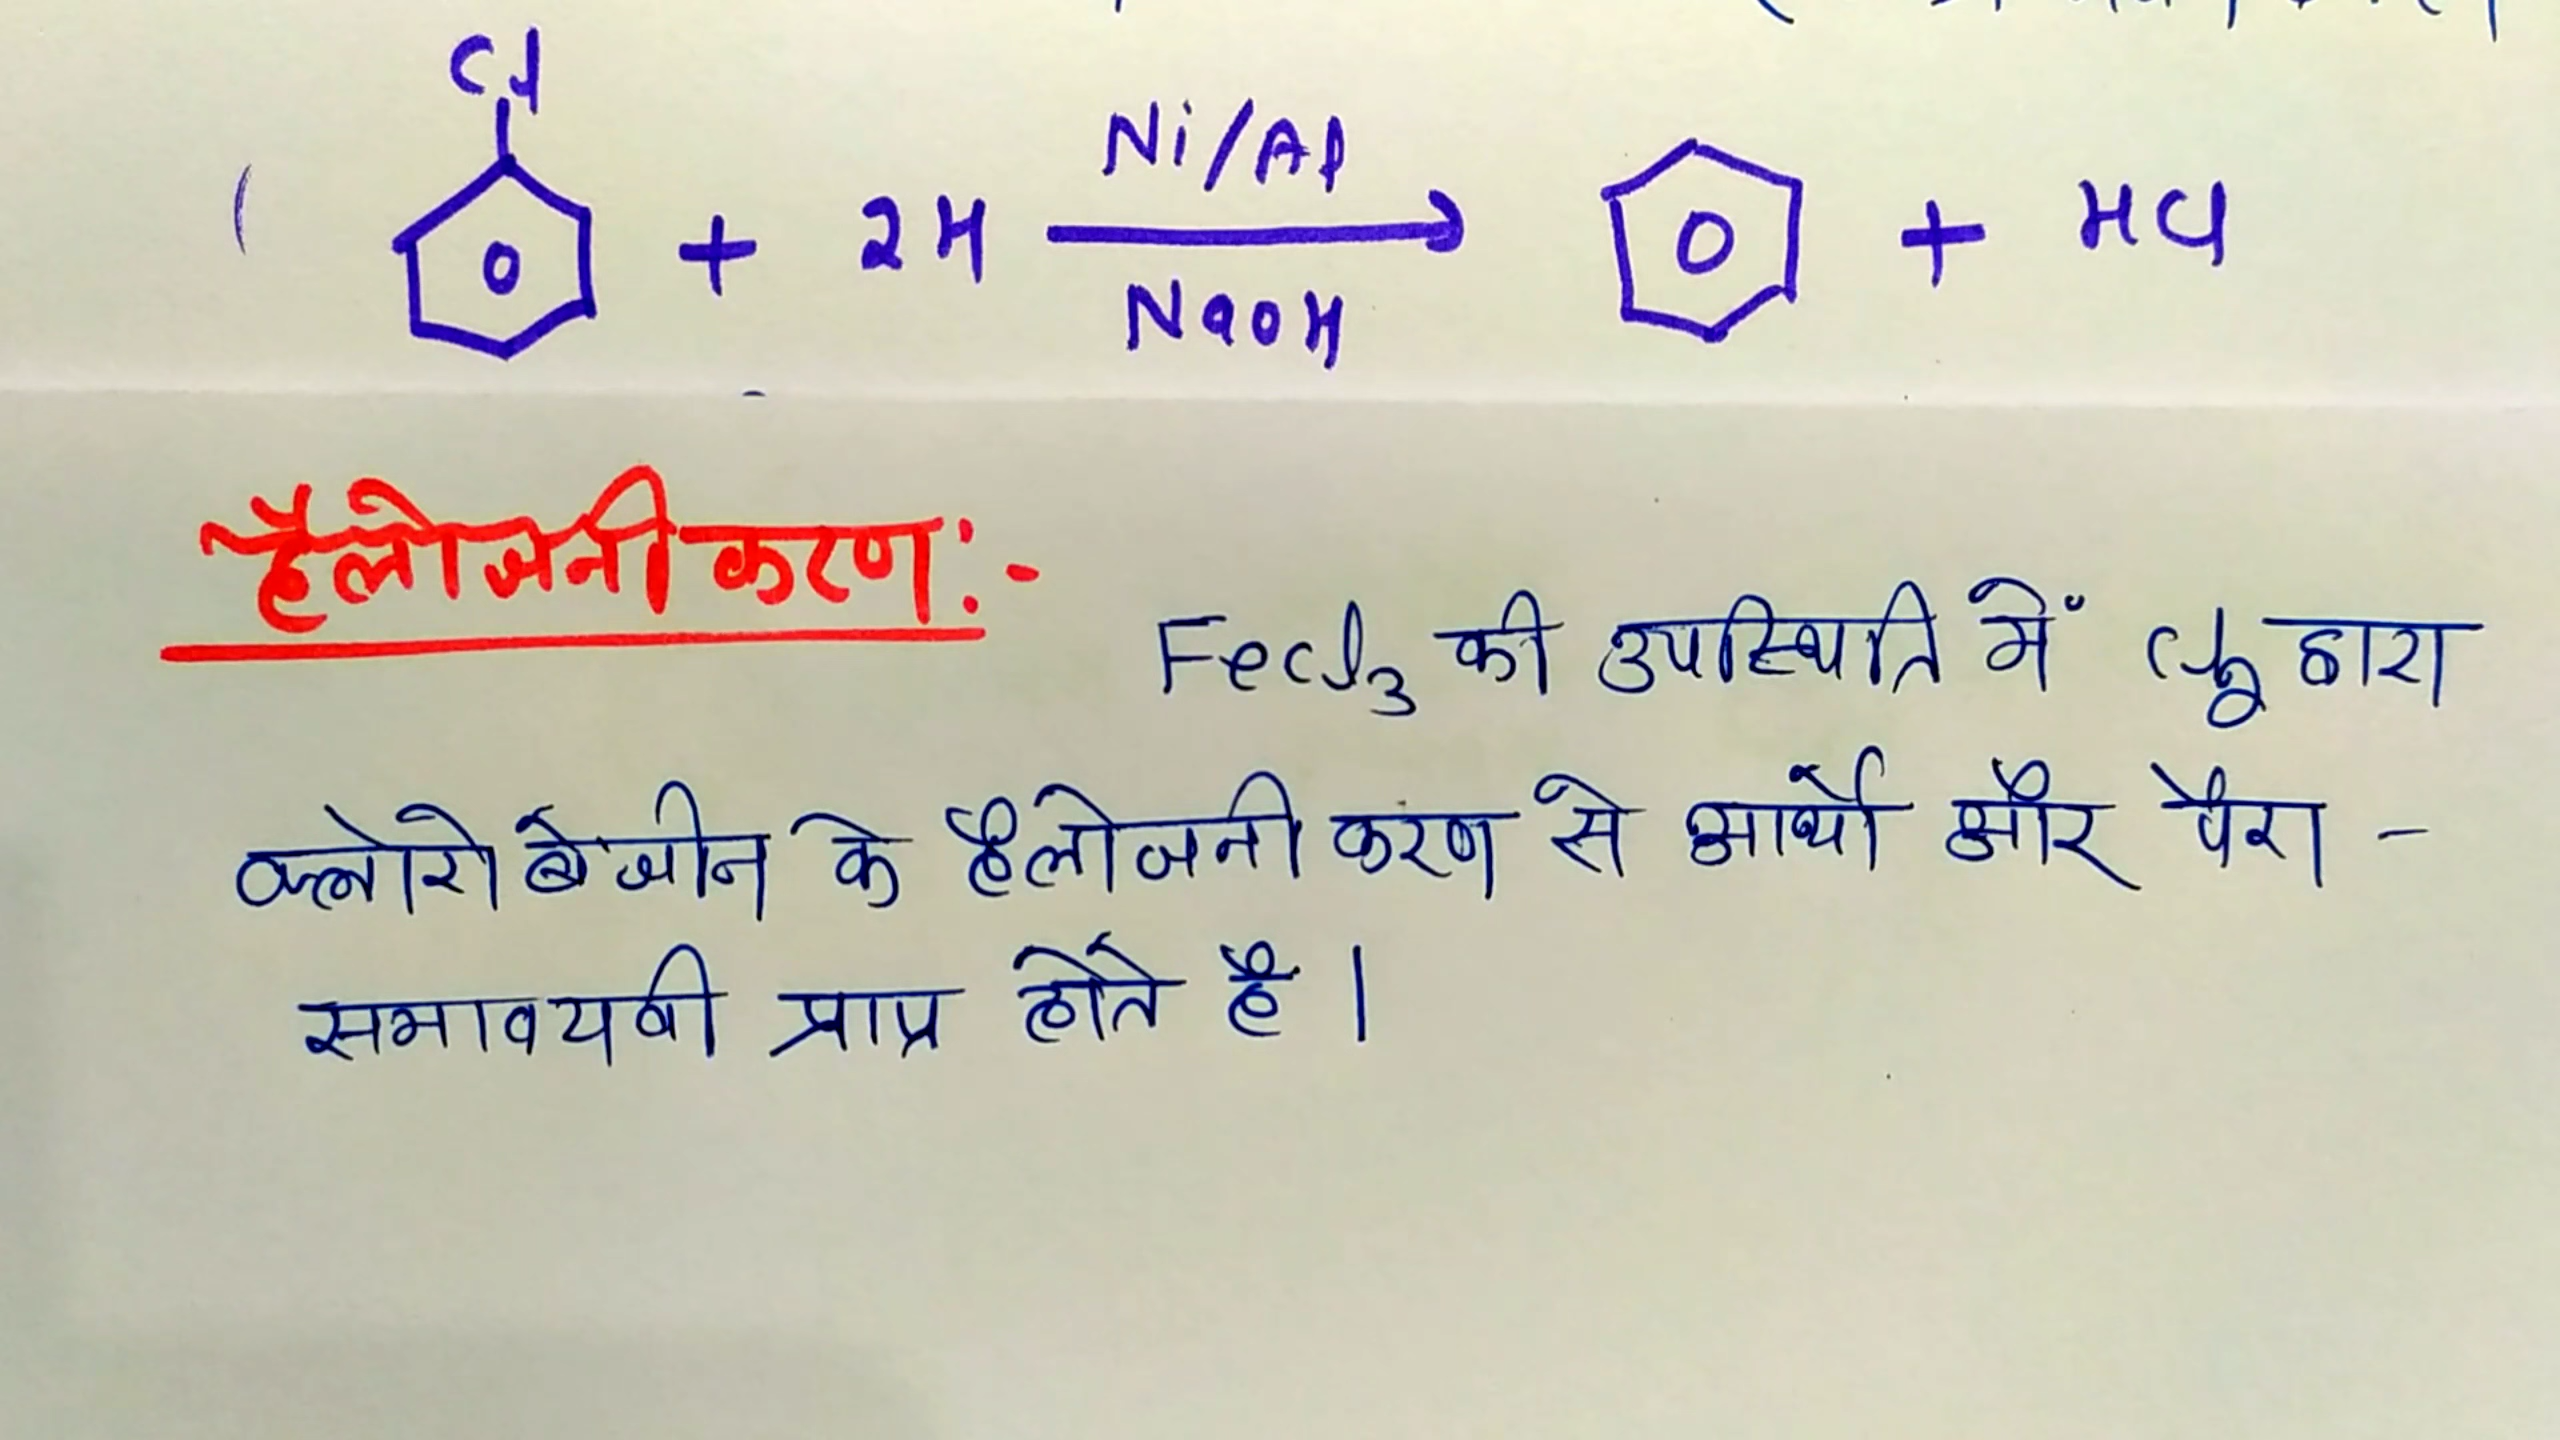 Cl
+ 2H Ni/Al NaOH + HCl
हैलोजनीकरण:-
FeCl3 की उपस्थिति में Cl2 द्वारा
क्लोरोबेंजीन के हैलोजनीकरण से आर्थो और पैरा -
समावयवी प्राप्त होते है।